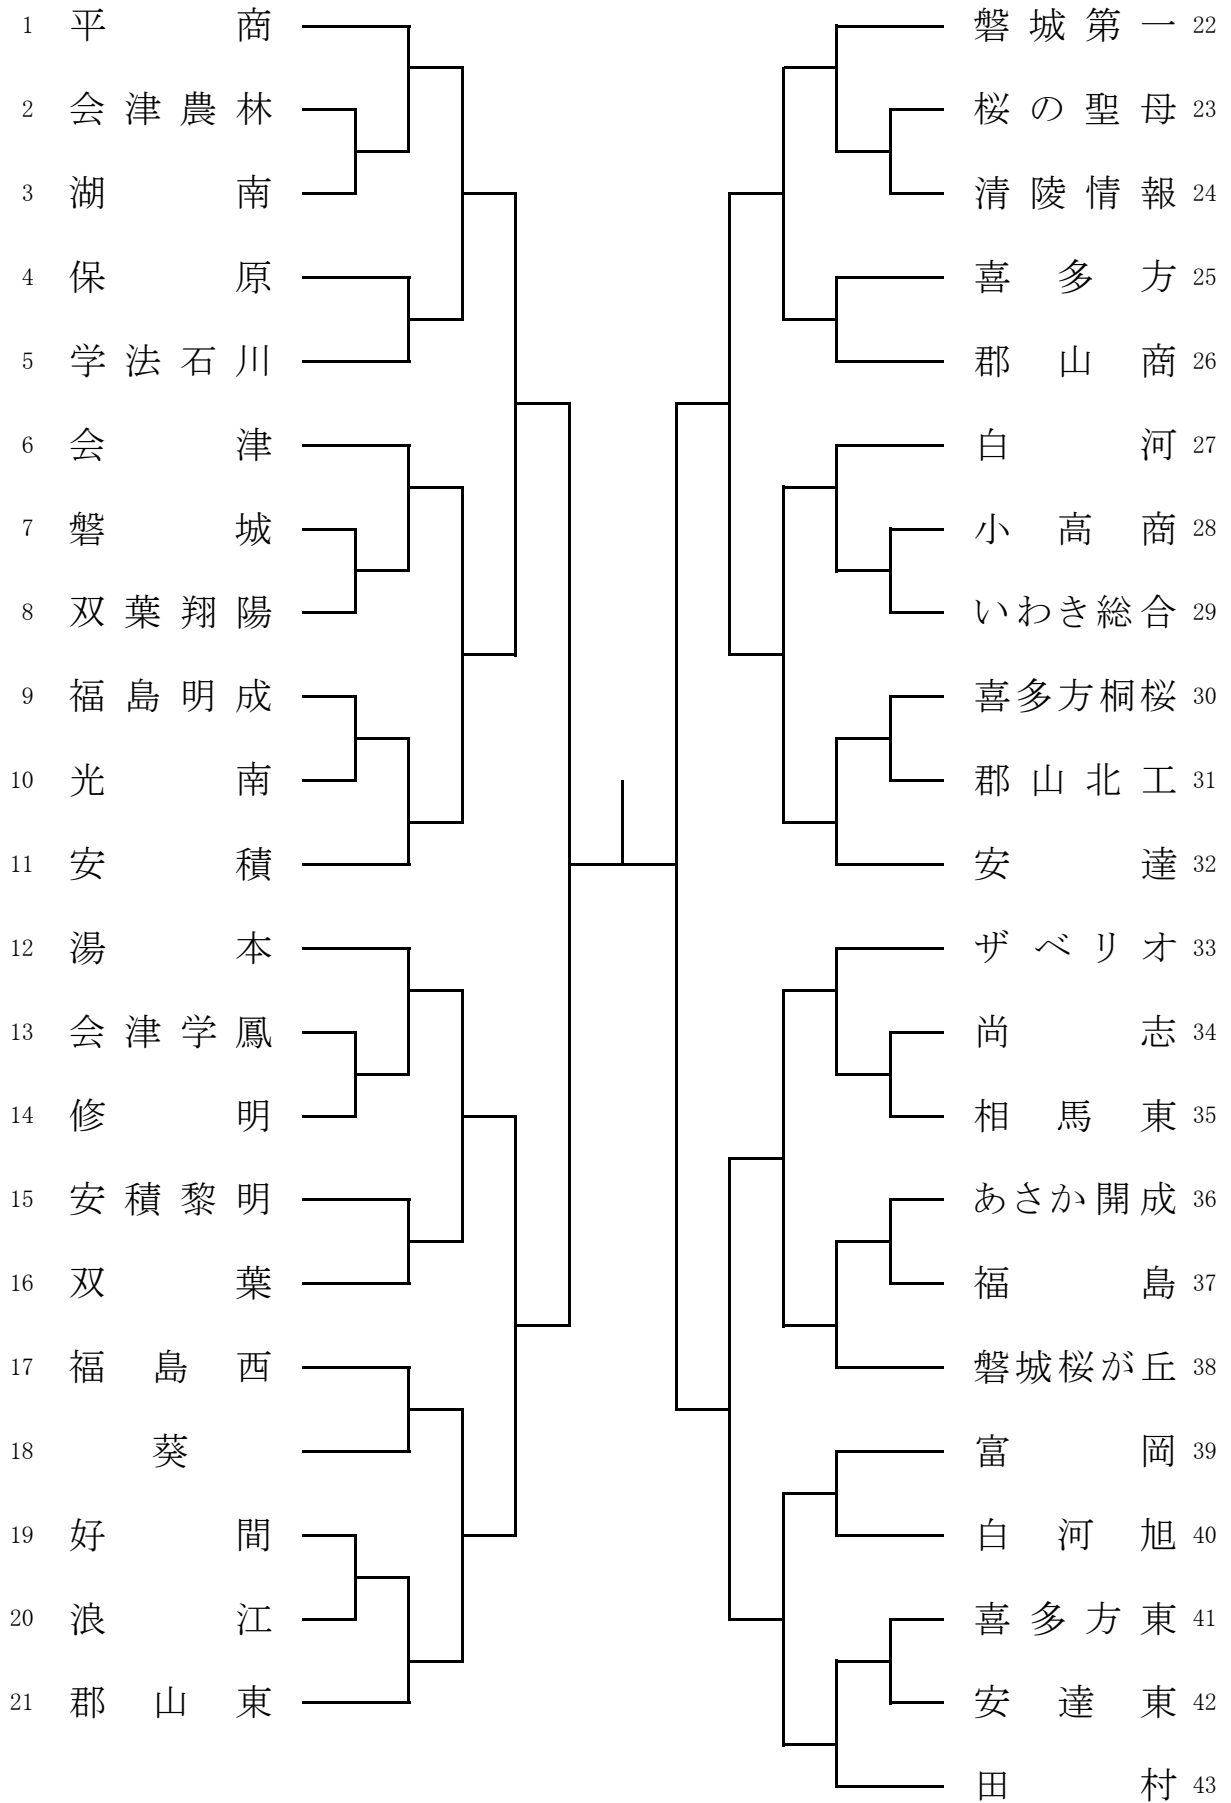 1 平商
2 会津農林
3 湖南
4 保原
5 学法石川
6 会津
7 磐城
8 双葉翔陽
9 福島明成
10 光南
11 安積
12 湯本
13 会津学鳳
14 修明
15 安積黎明
16 双葉
17 福島西
18 葵
19 好間
20 浪江
21 郡山東
磐城第一 22
桜の聖母 23
清陵情報 24
喜多方 25
郡山商 26
白河 27
小高商 28
いわき総合 29
喜多方桐桜 30
郡山北工 31
安達 32
ザベリオ 33
尚志 34
相馬東 35
あさか開成 36
福島 37
磐城桜が丘 38
富岡 39
白河旭 40
喜多方東 41
安達東 42
田村 43